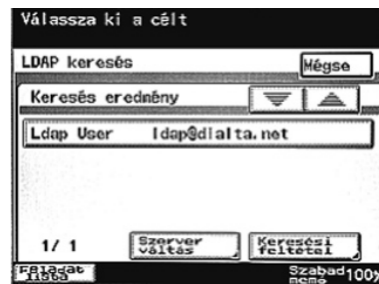 Válassza ki a célt
LDAP keresés
Mégse
Keresés eredmény
Ldap User ldap@dialta.net
1/ 1
Szerver
váltás
Keresési
feltétel
Feladat
lista
Szabad
memo
100%